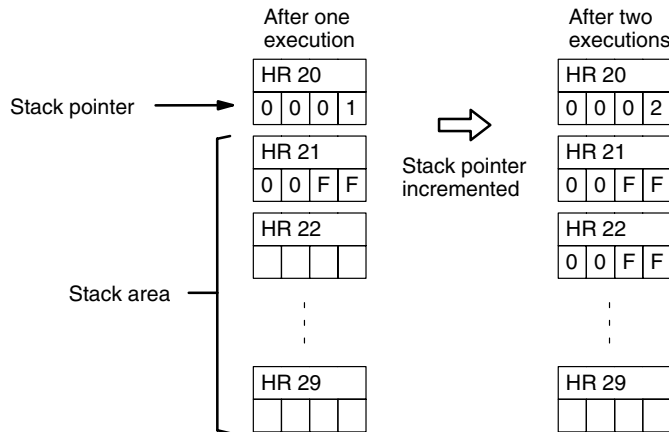 After one
execution
After two
executions
HR 20
0 0 0 1
HR 20
0 0 0 2
Stack pointer
HR 21
0 0 F F
HR 21
0 0 F F
Stack pointer
incremented
HR 22
HR 22
0 0 F F
Stack area
HR 29
HR 29